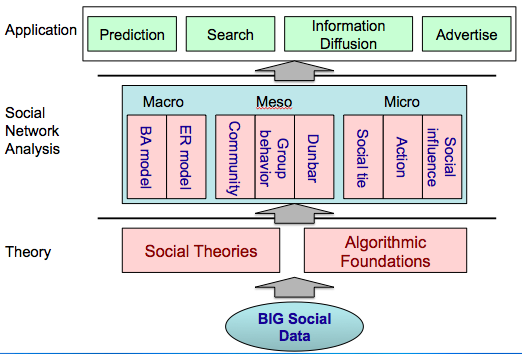 Application
Prediction
Search
Information
Diffusion
Advertise
Social
Network
Analysis
Macro
Meso
Micro
BA model
ER model
Community
Group
behavior
Dunbar
Social tie
Action
Social
influence
Theory
Social Theories
Algorithmic
Foundations
BIG Social
Data